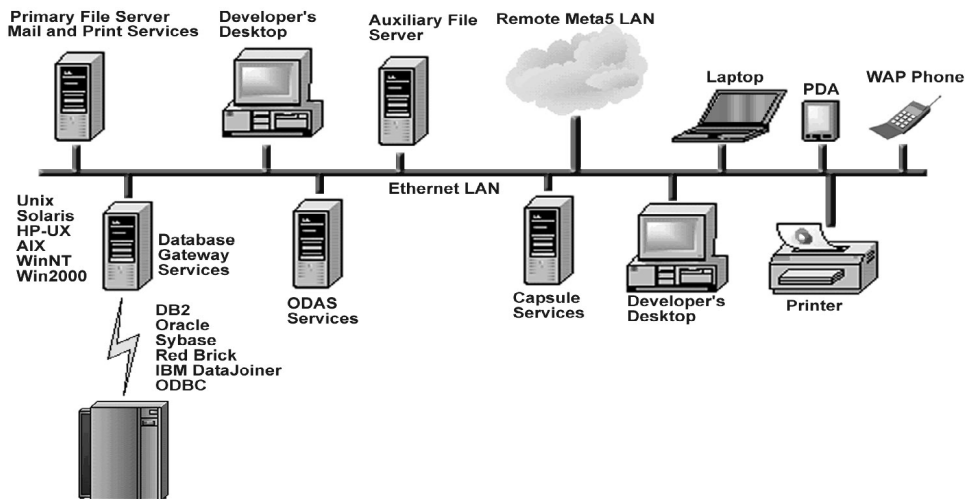 Primary File Server
Mail and Print Services
Developer's
Desktop
Auxiliary File
Server
Remote Meta5 LAN
Laptop
PDA
WAP Phone
Ethernet LAN
Unix
Solaris
HP-UX
AIX
WinNT
Win2000
Database
Gateway
Services
ODAS
Services
Capsule
Services
Developer's
Desktop
Printer
DB2
Oracle
Sybase
Red Brick
IBM DataJoiner
ODBC